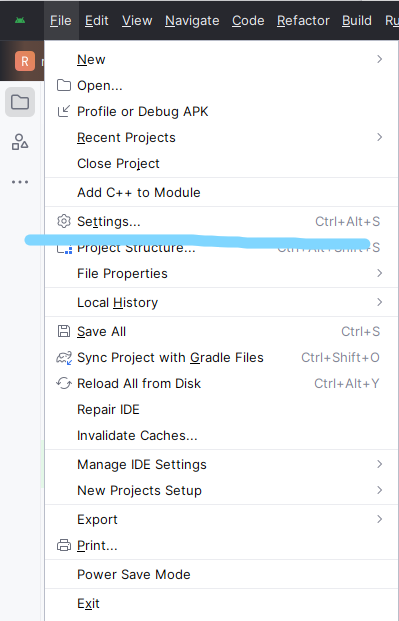 File Edit View Navigate Code Refactor Build Ru
R
New
Open...
Profile or Debug APK
Recent Projects
Close Project
Add C++ to Module
Settings... Ctrl+Alt+S
Project Structure... Ctrl+Alt+Shift+S
File Properties
Local History
Save All Ctrl+S
Sync Project with Gradle Files Ctrl+Shift+O
Reload All from Disk Ctrl+Alt+Y
Repair IDE
Invalidate Caches...
Manage IDE Settings
New Projects Setup
Export
Print...
Power Save Mode
Exit